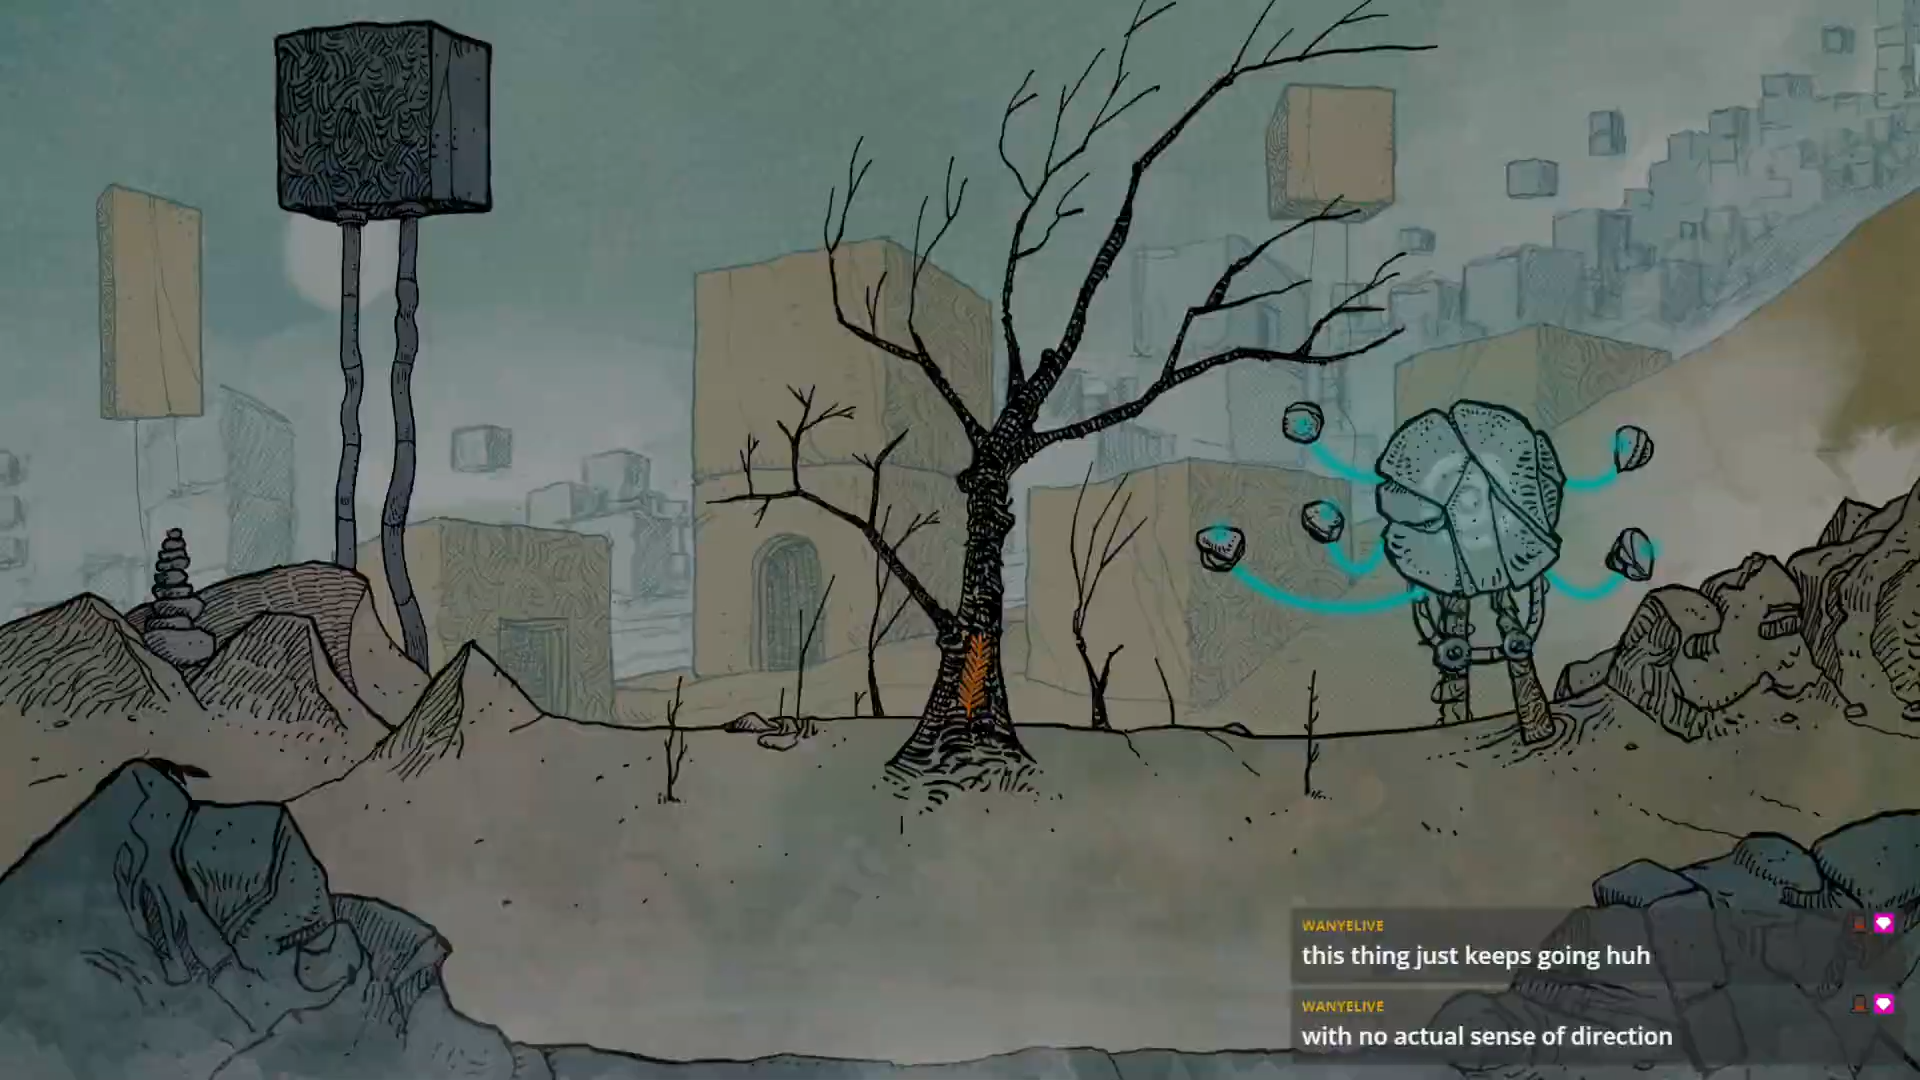 WANYELIVE
this thing just keeps going huh
WANYELIVE
with no actual sense of direction